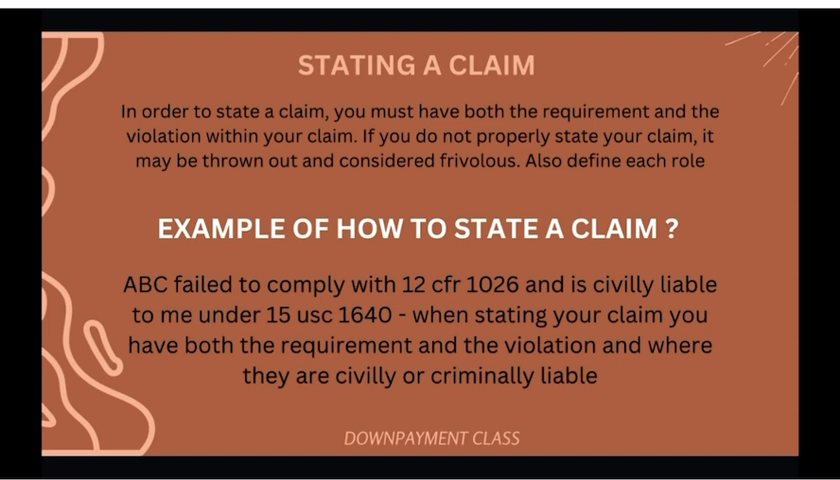 STATING A CLAIM
In order to state a claim, you must have both the requirement and the
violation within your claim. If you do not properly state your claim, it
may be thrown out and considered frivolous. Also define each role
EXAMPLE OF HOW TO STATE A CLAIM ?
ABC failed to comply with 12 cfr 1026 and is civilly liable
to me under 15 usc 1640 - when stating your claim you
have both the requirement and the violation and where
they are civilly or criminally liable
DOWNPAYMENT CLASS